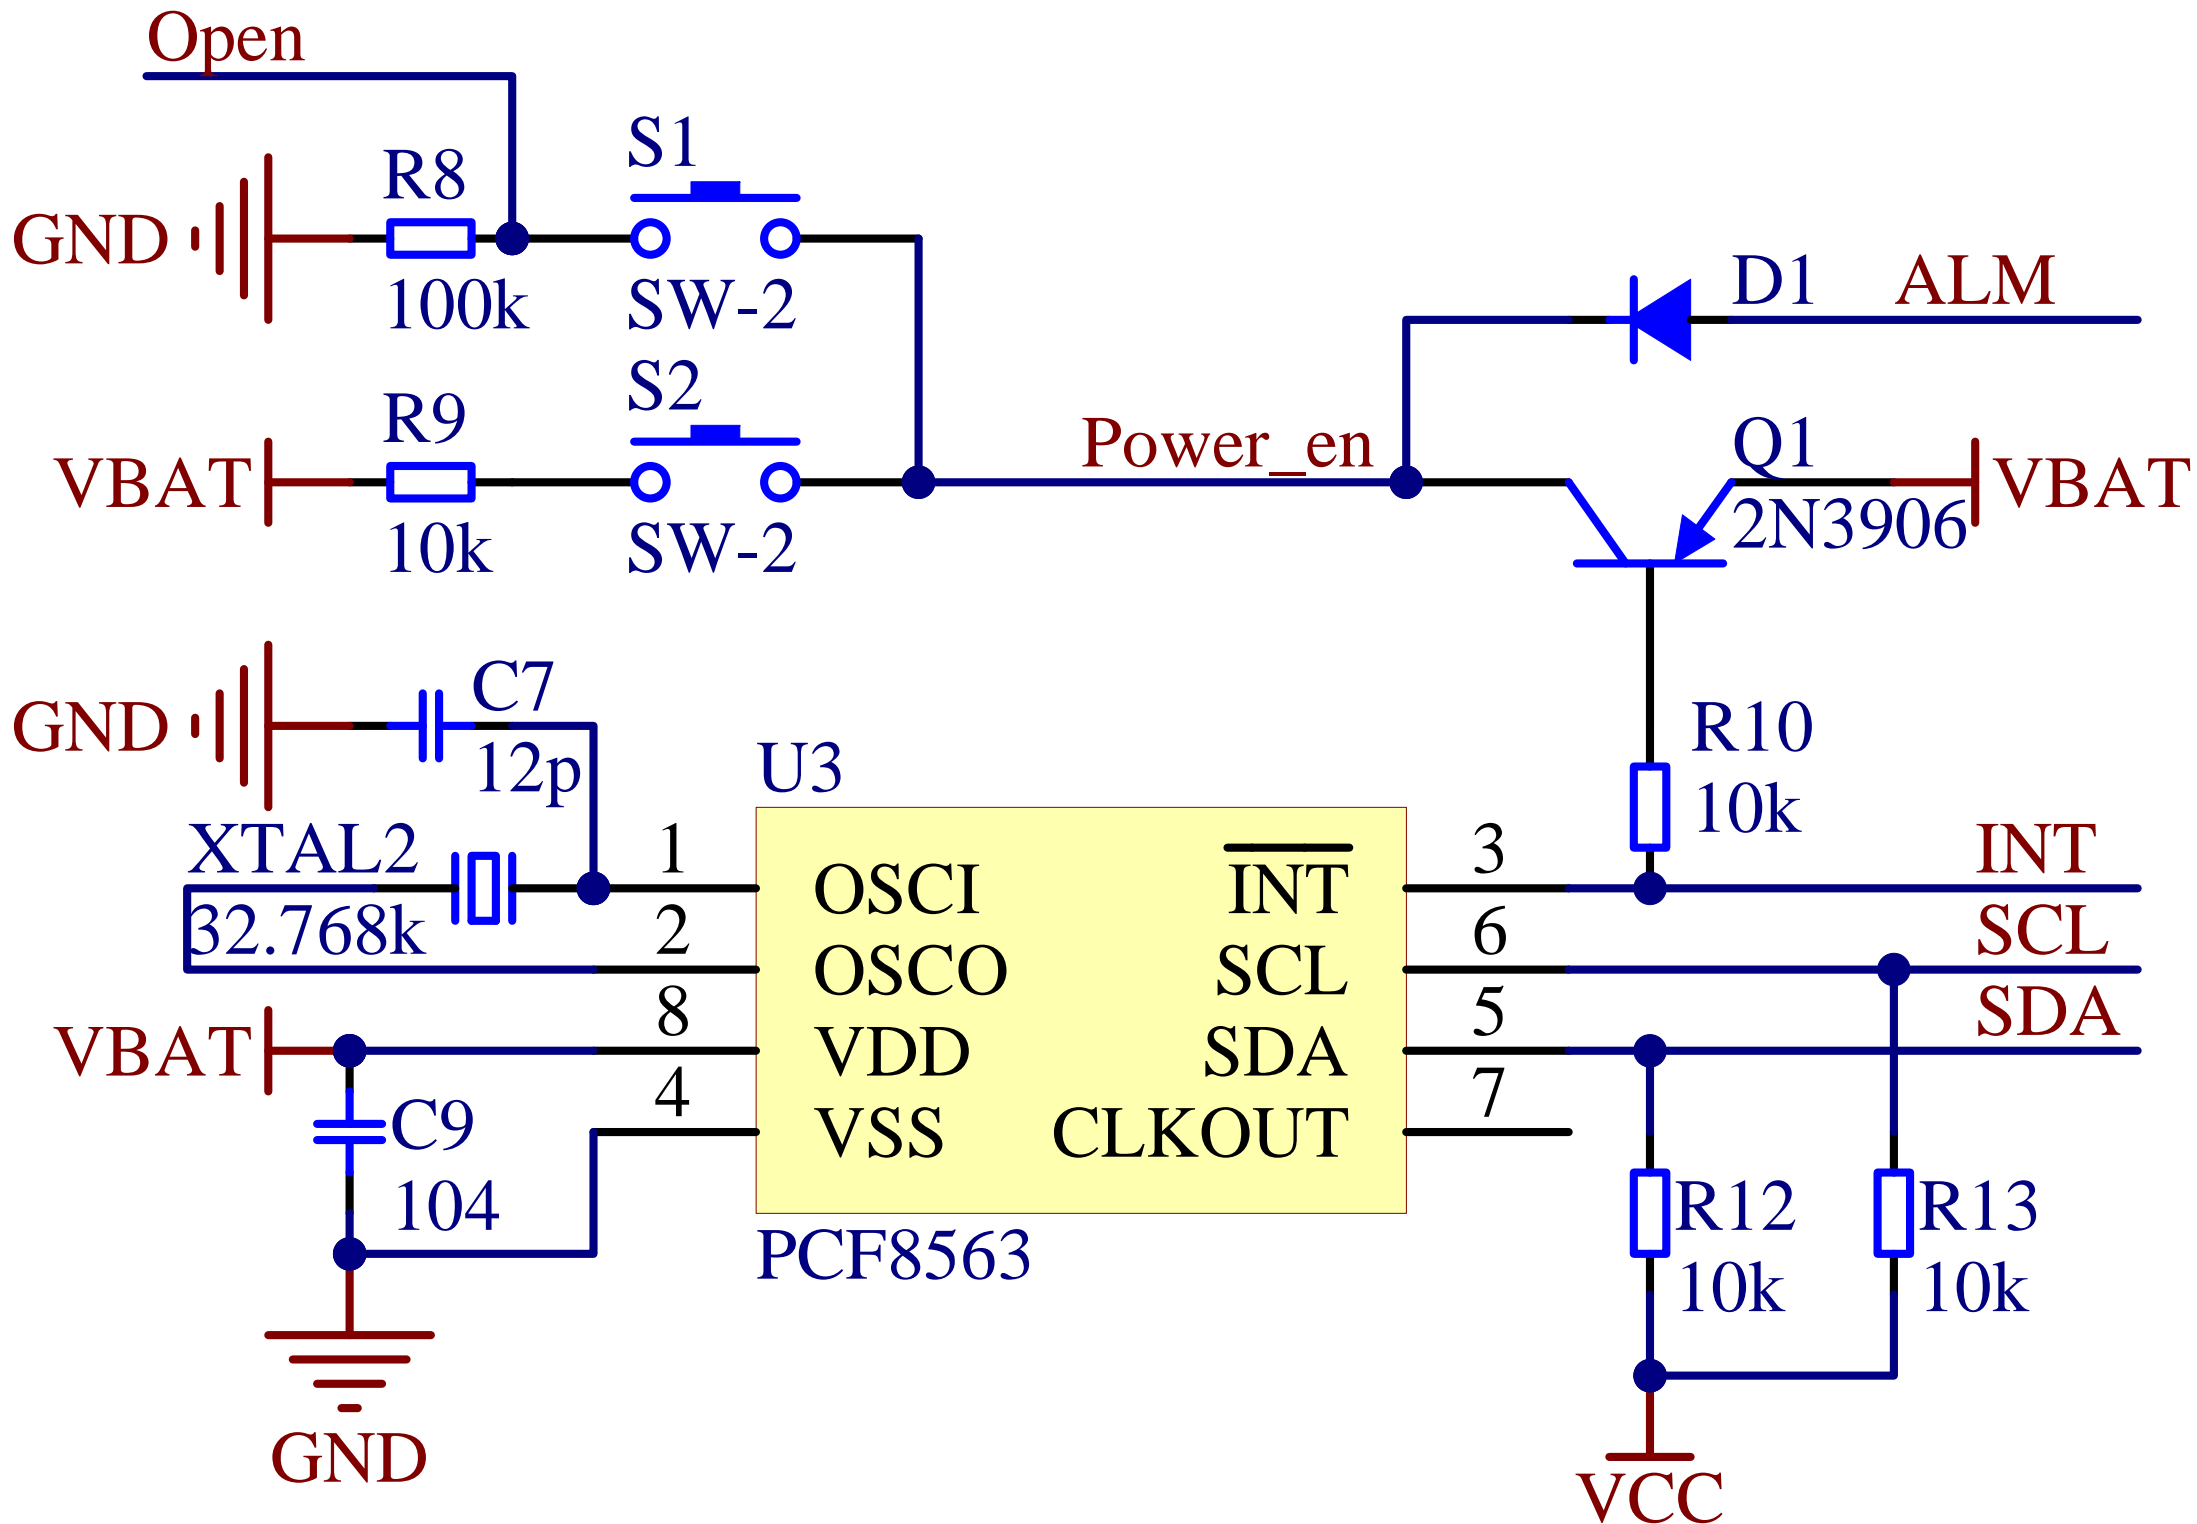 Open
S1
R8
GND
100k
SW-2
D1
ALM
S2
R9
Power_en
Q1
VBAT
VBAT
10k
SW-2
2N3906
C7
GND
12p
R10
10k
U3
XTAL2
32.768k
1
OSCI
INT
3
INT
2
OSCO
SCL
6
SCL
VBAT
8
VDD
SDA
5
SDA
4
VSS
CLKOUT
7
C9
104
R12
R13
PCF8563
10k
10k
GND
VCC